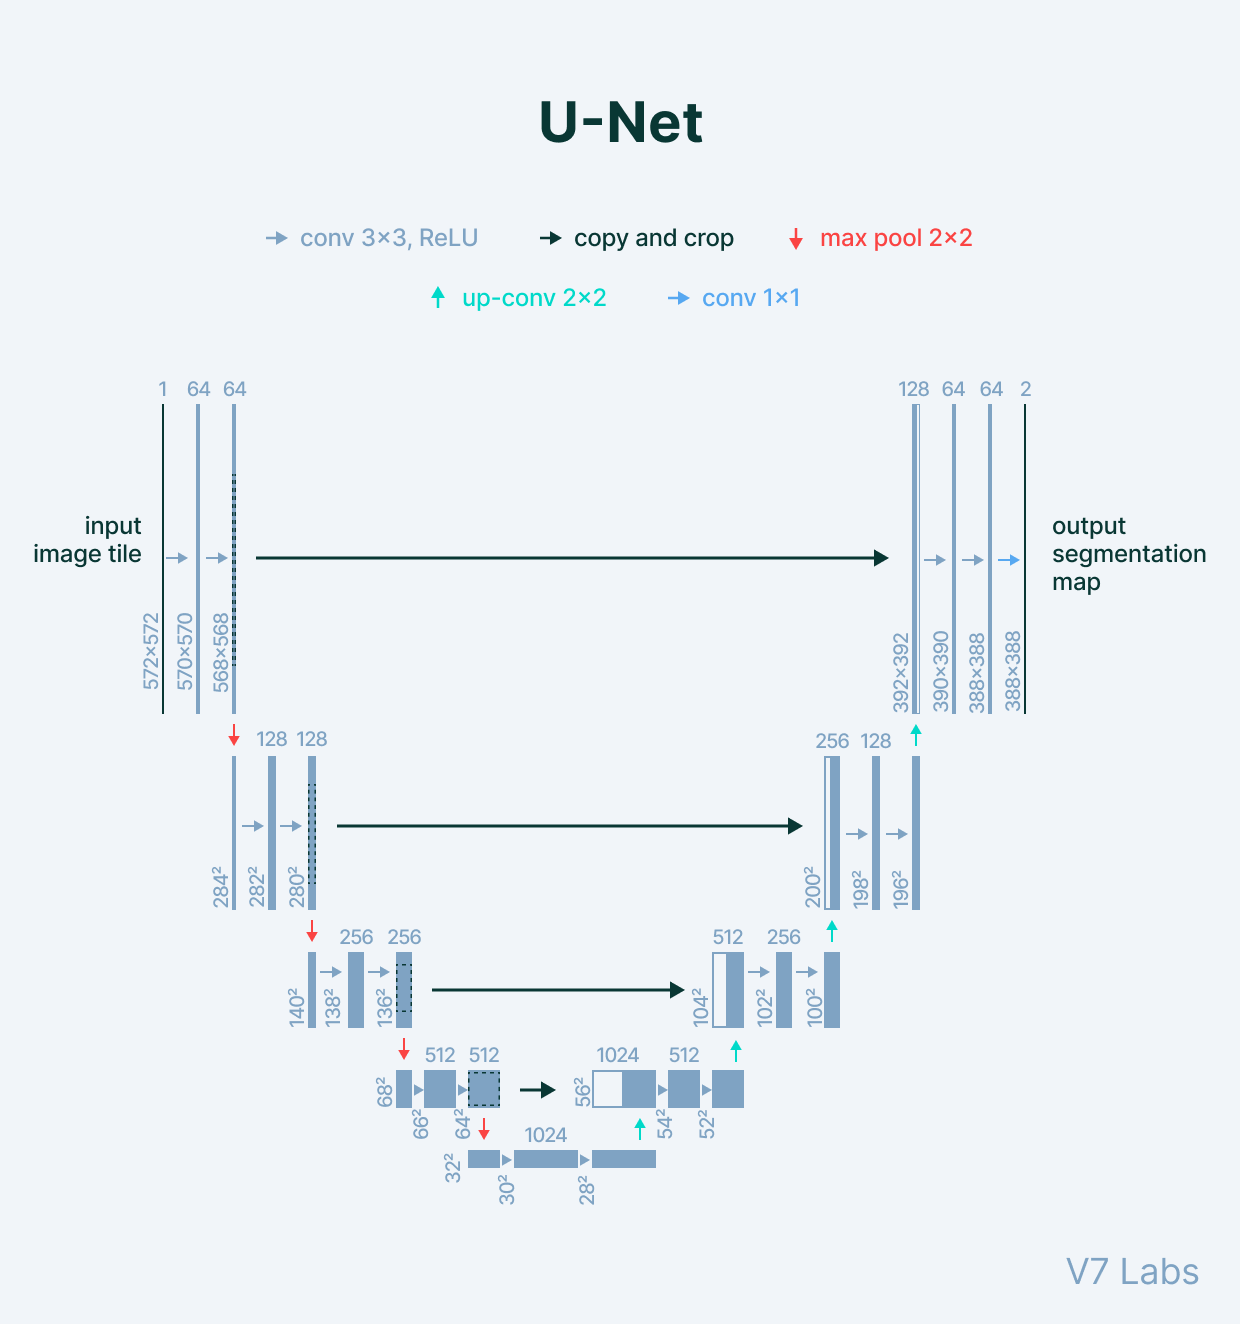 U-Net
conv 3×3, ReLU
copy and crop
max pool 2×2
up-conv 2×2
conv 1×1
1 64 64
128 64 64 2
input
image tile
output
segmentation
map
572×572
570×570
568×568
392×392
390×390
388×388
388×388
128 128
256 128
284²
282²
280²
200²
198²
196²
256 256
512 256
140²
138²
136²
104²
102²
100²
512 512
1024 512
68²
66²
64²
56²
54²
52²
1024
32²
30²
28²
V7 Labs